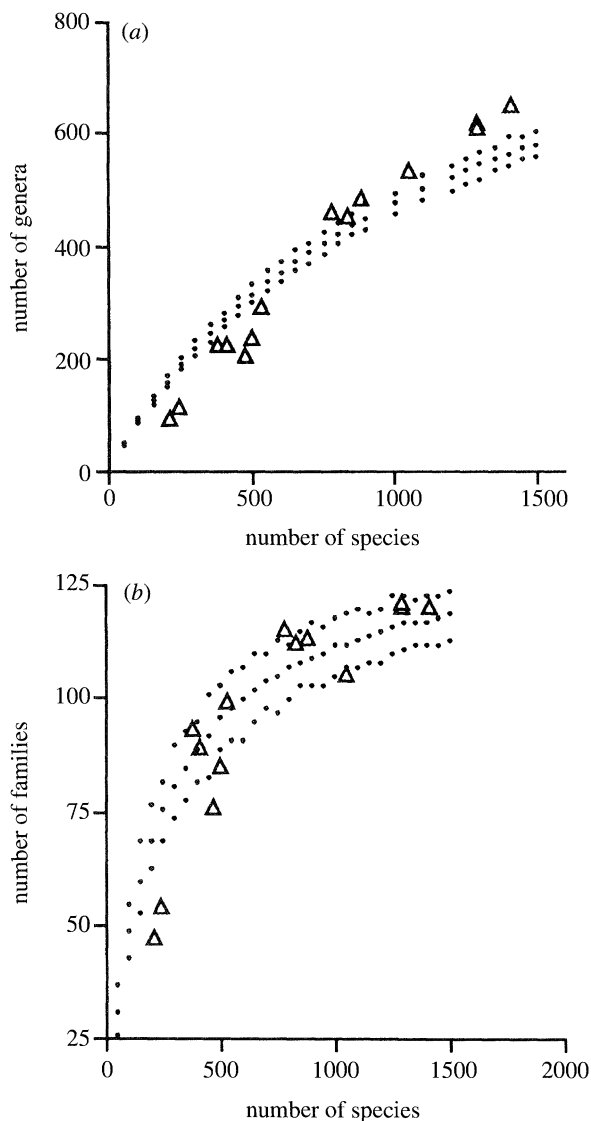 (a)
800
600
400
200
0
number of genera
0 500 1000 1500
number of species
(b)
125
100
75
50
25
number of families
0 500 1000 1500 2000
number of species